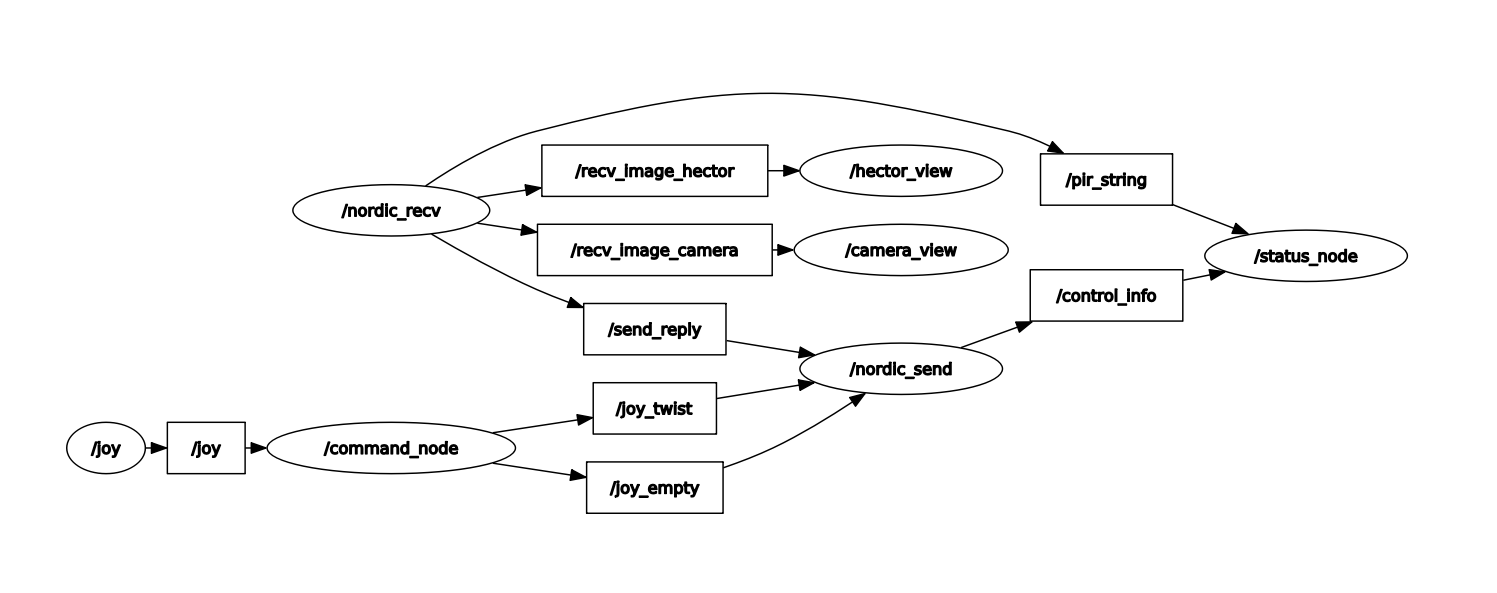 /recv_image_hector
/hector_view
/pir_string
/nordic_recv
/recv_image_camera
/camera_view
/status_node
/control_info
/send_reply
/nordic_send
/joy_twist
/joy
/joy
/command_node
/joy_empty